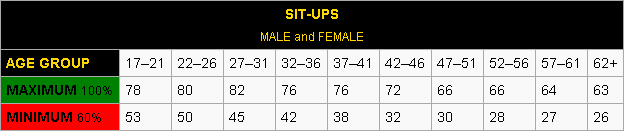 SIT-UPS
MALE and FEMALE
AGE GROUP 17–21 22–26 27–31 32–36 37–41 42–46 47–51 52–56 57–61 62+
MAXIMUM 100% 78 80 82 76 76 72 66 66 64 63
MINIMUM 60% 53 50 45 42 38 32 30 28 27 26